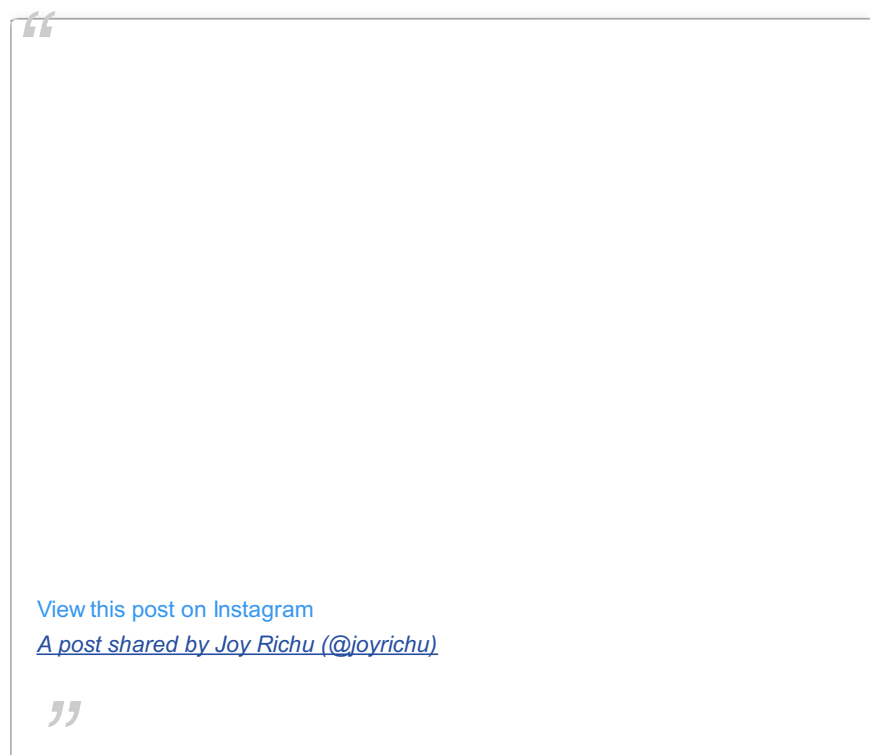 “
View this post on Instagram
A post shared by Joy Richu (@joyrichu)
”